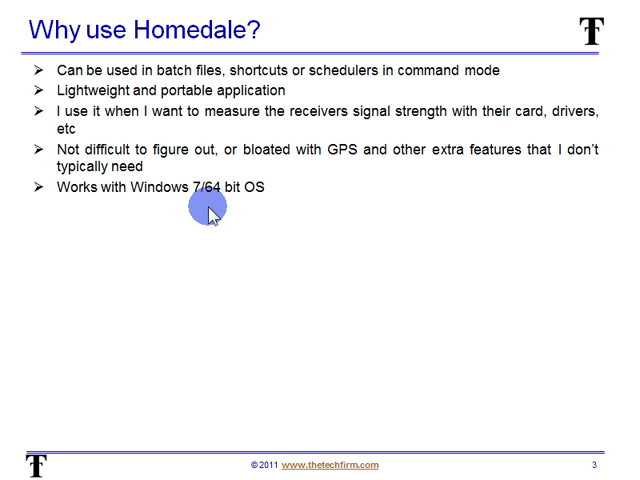 Why use Homedale?
TT
➢ Can be used in batch files, shortcuts or schedulers in command mode
➢ Lightweight and portable application
➢ I use it when I want to measure the receivers signal strength with their card, drivers,
etc
➢ Not difficult to figure out, or bloated with GPS and other extra features that I don’t
typically need
➢ Works with Windows 7/64 bit OS
TT
© 2011 www.thetechfirm.com
3